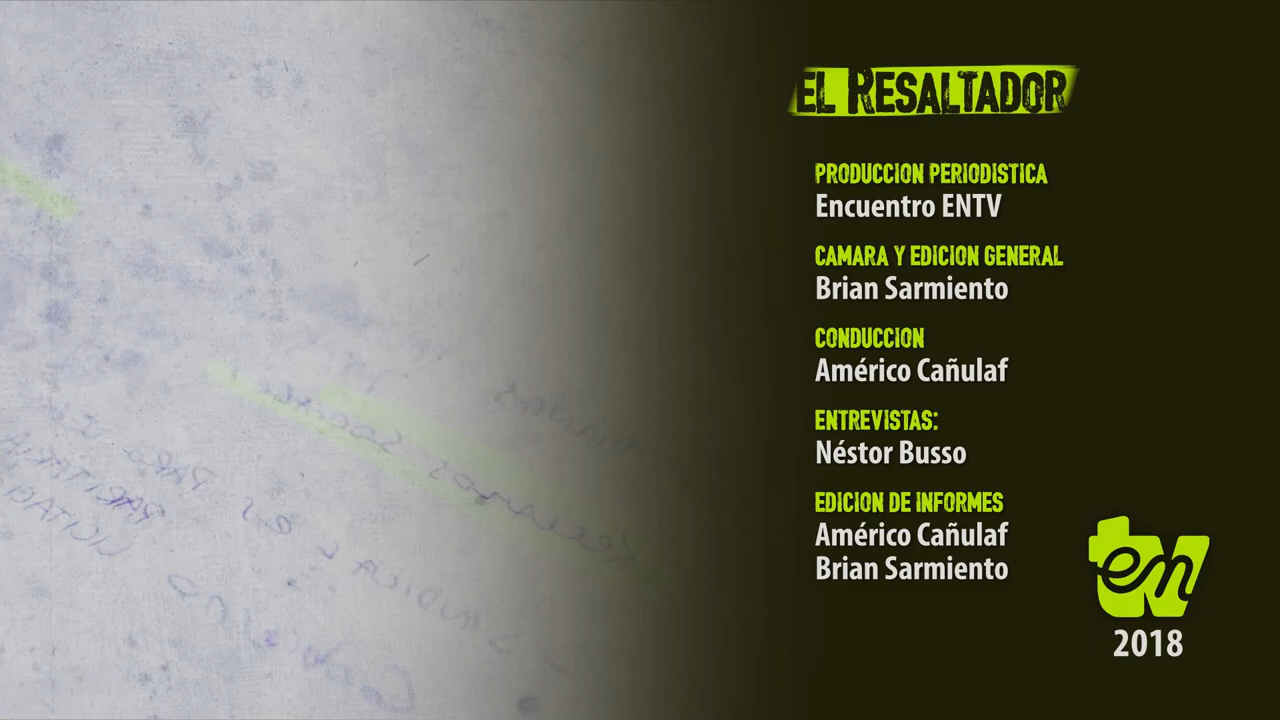 EL RESALTADOR
PRODUCCION PERIODISTICA
Encuentro ENTV
CAMARA Y EDICION GENERAL
Brian Sarmiento
CONDUCCION
Américo Cañulaf
ENTREVISTAS:
Néstor Busso
EDICION DE INFORMES
Américo Cañulaf
Brian Sarmiento
tv
en
2018